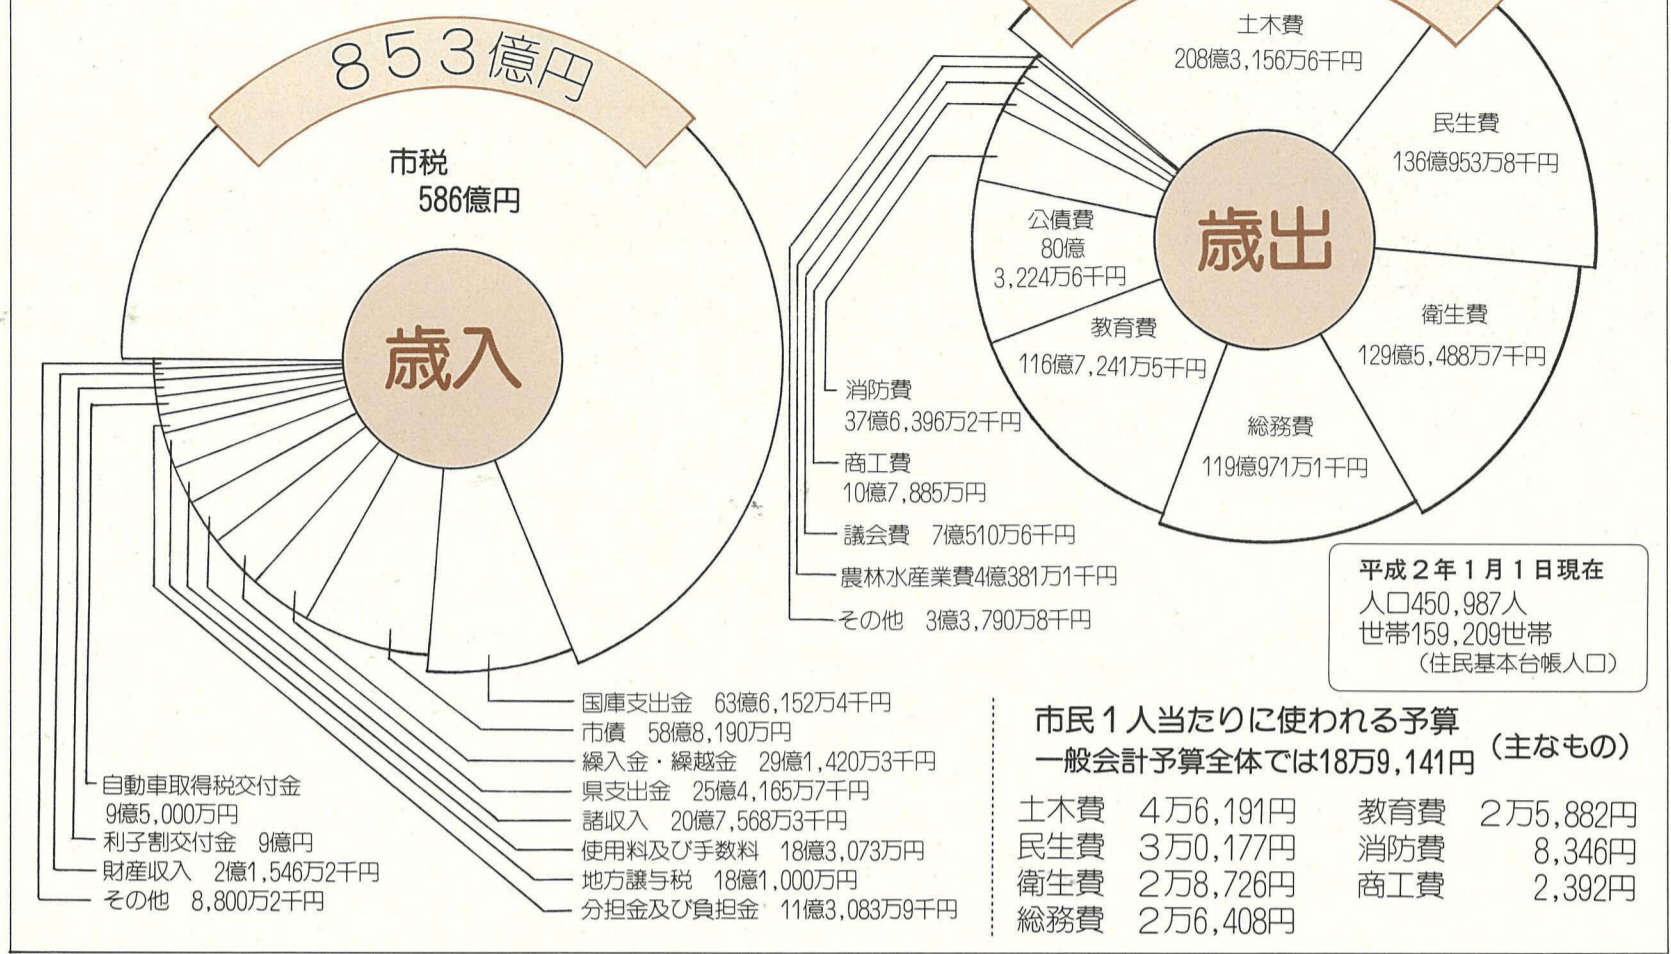 853億円
市税
586億円
歳入
国庫支出金 63億6,152万4千円
市債 58億8,190万円
繰入金・繰越金 29億1,420万3千円
県支出金 25億4,165万7千円
諸収入 20億7,568万3千円
使用料及び手数料 18億3,073万円
地方譲与税 18億1,000万円
分担金及び負担金 11億3,083万9千円
自動車取得税交付金
9億5,000万円
利子割交付金 9億円
財産収入 2億1,546万2千円
その他 8,800万2千円
歳出
土木費
208億3,156万6千円
民生費
136億953万8千円
衛生費
129億5,488万7千円
総務費
119億971万1千円
教育費
116億7,241万5千円
公債費
80億
3,224万6千円
消防費
37億6,396万2千円
商工費
10億7,885万円
議会費 7億510万6千円
農林水産業費4億381万1千円
その他 3億3,790万8千円
平成2年1月1日現在
人口450,987人
世帯159,209世帯
(住民基本台帳人口)
市民1人当たりに使われる予算
一般会計予算全体では18万9,141円
(主なもの)
土木費 4万6,191円
民生費 3万0,177円
衛生費 2万8,726円
総務費 2万6,408円
教育費 2万5,882円
消防費 8,346円
商工費 2,392円